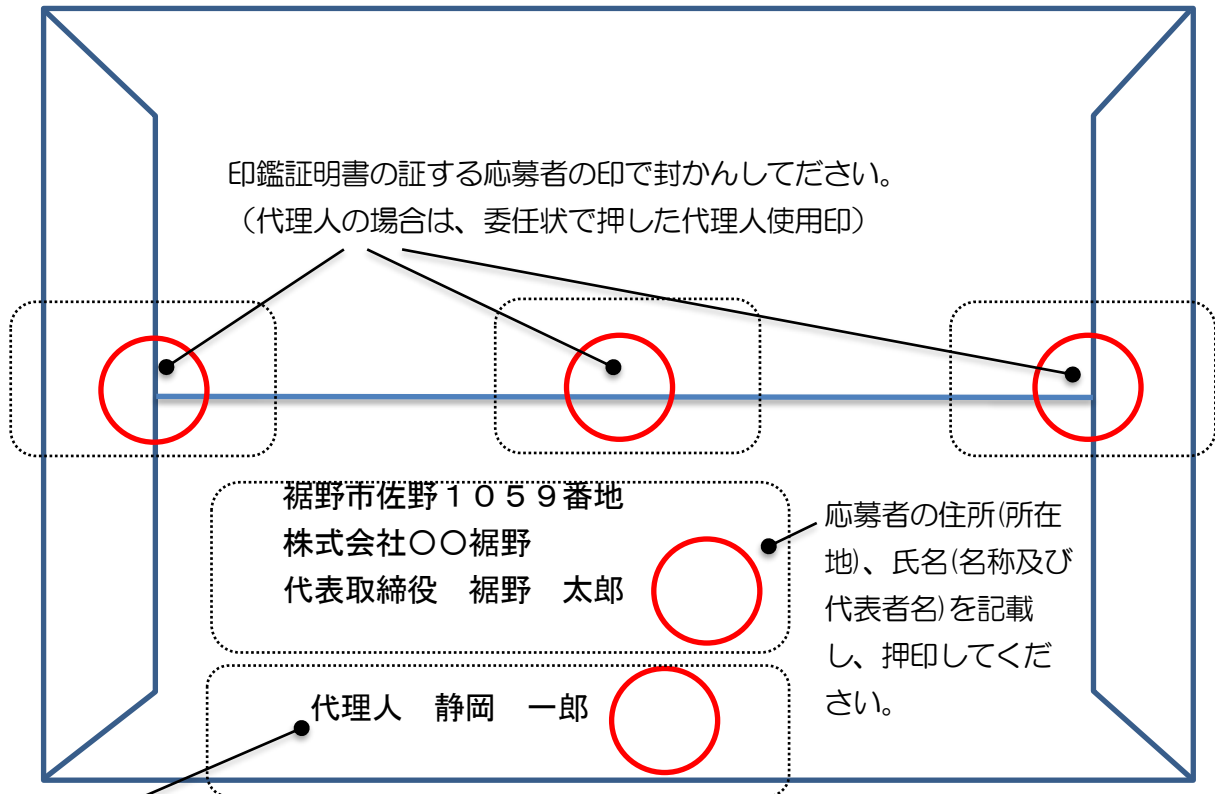 印鑑証明書の証する応募者の印で封かんしてださい。
（代理人の場合は、委任状で押した代理人使用印）
裾野市佐野１０５９番地
株式会社〇〇裾野
代表取締役　裾野　太郎
応募者の住所(所在
地)、氏名(名称及び
代表者名)を記載
し、押印してくだ
さい。
代理人　静岡　一郎